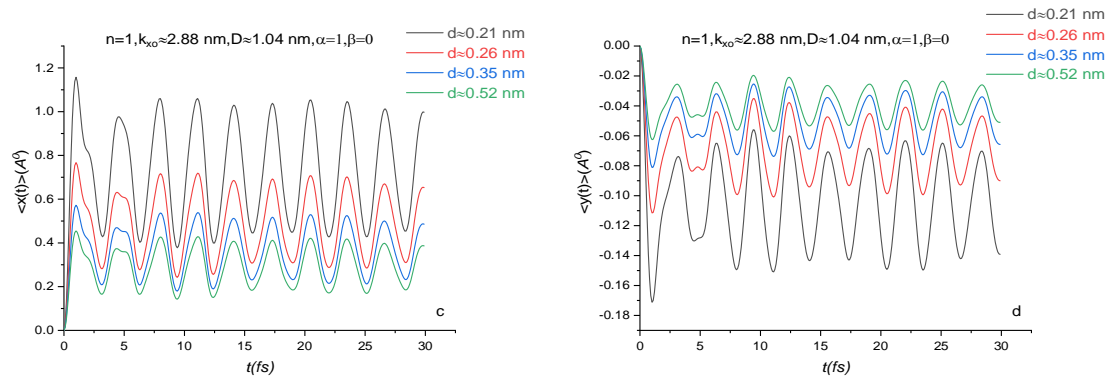 n=1,kxo≈2.88 nm,D≈1.04 nm,α=1,β=0
d≈0.21 nm
d≈0.26 nm
d≈0.35 nm
d≈0.52 nm
<x(t)>(A⁰)
1.2
1.0
0.8
0.6
0.4
0.2
0.0
0
5
10
15
20
25
30
t(fs)
c
n=1,kxo≈2.88 nm,D≈1.04 nm,α=1,β=0
d≈0.21 nm
d≈0.26 nm
d≈0.35 nm
d≈0.52 nm
<y(t)>(A⁰)
0.00
-0.02
-0.04
-0.06
-0.08
-0.10
-0.12
-0.14
-0.16
-0.18
0
5
10
15
20
25
30
t(fs)
d